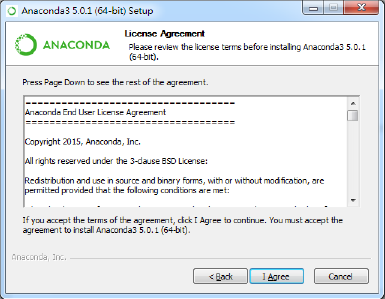 Anaconda3 5.0.1 (64-bit) Setup
ANACONDA
License Agreement
Please review the license terms before installing Anaconda3 5.0.1
(64-bit).
Press Page Down to see the rest of the agreement.
====================================
Anaconda End User License Agreement
====================================
Copyright 2015, Anaconda, Inc.
All rights reserved under the 3-clause BSD License:
Redistribution and use in source and binary forms, with or without modification, are
permitted provided that the following conditions are met:
If you accept the terms of the agreement, click I Agree to continue. You must accept the
agreement to install Anaconda3 5.0.1 (64-bit).
Anaconda, Inc.
< Back
I Agree
Cancel